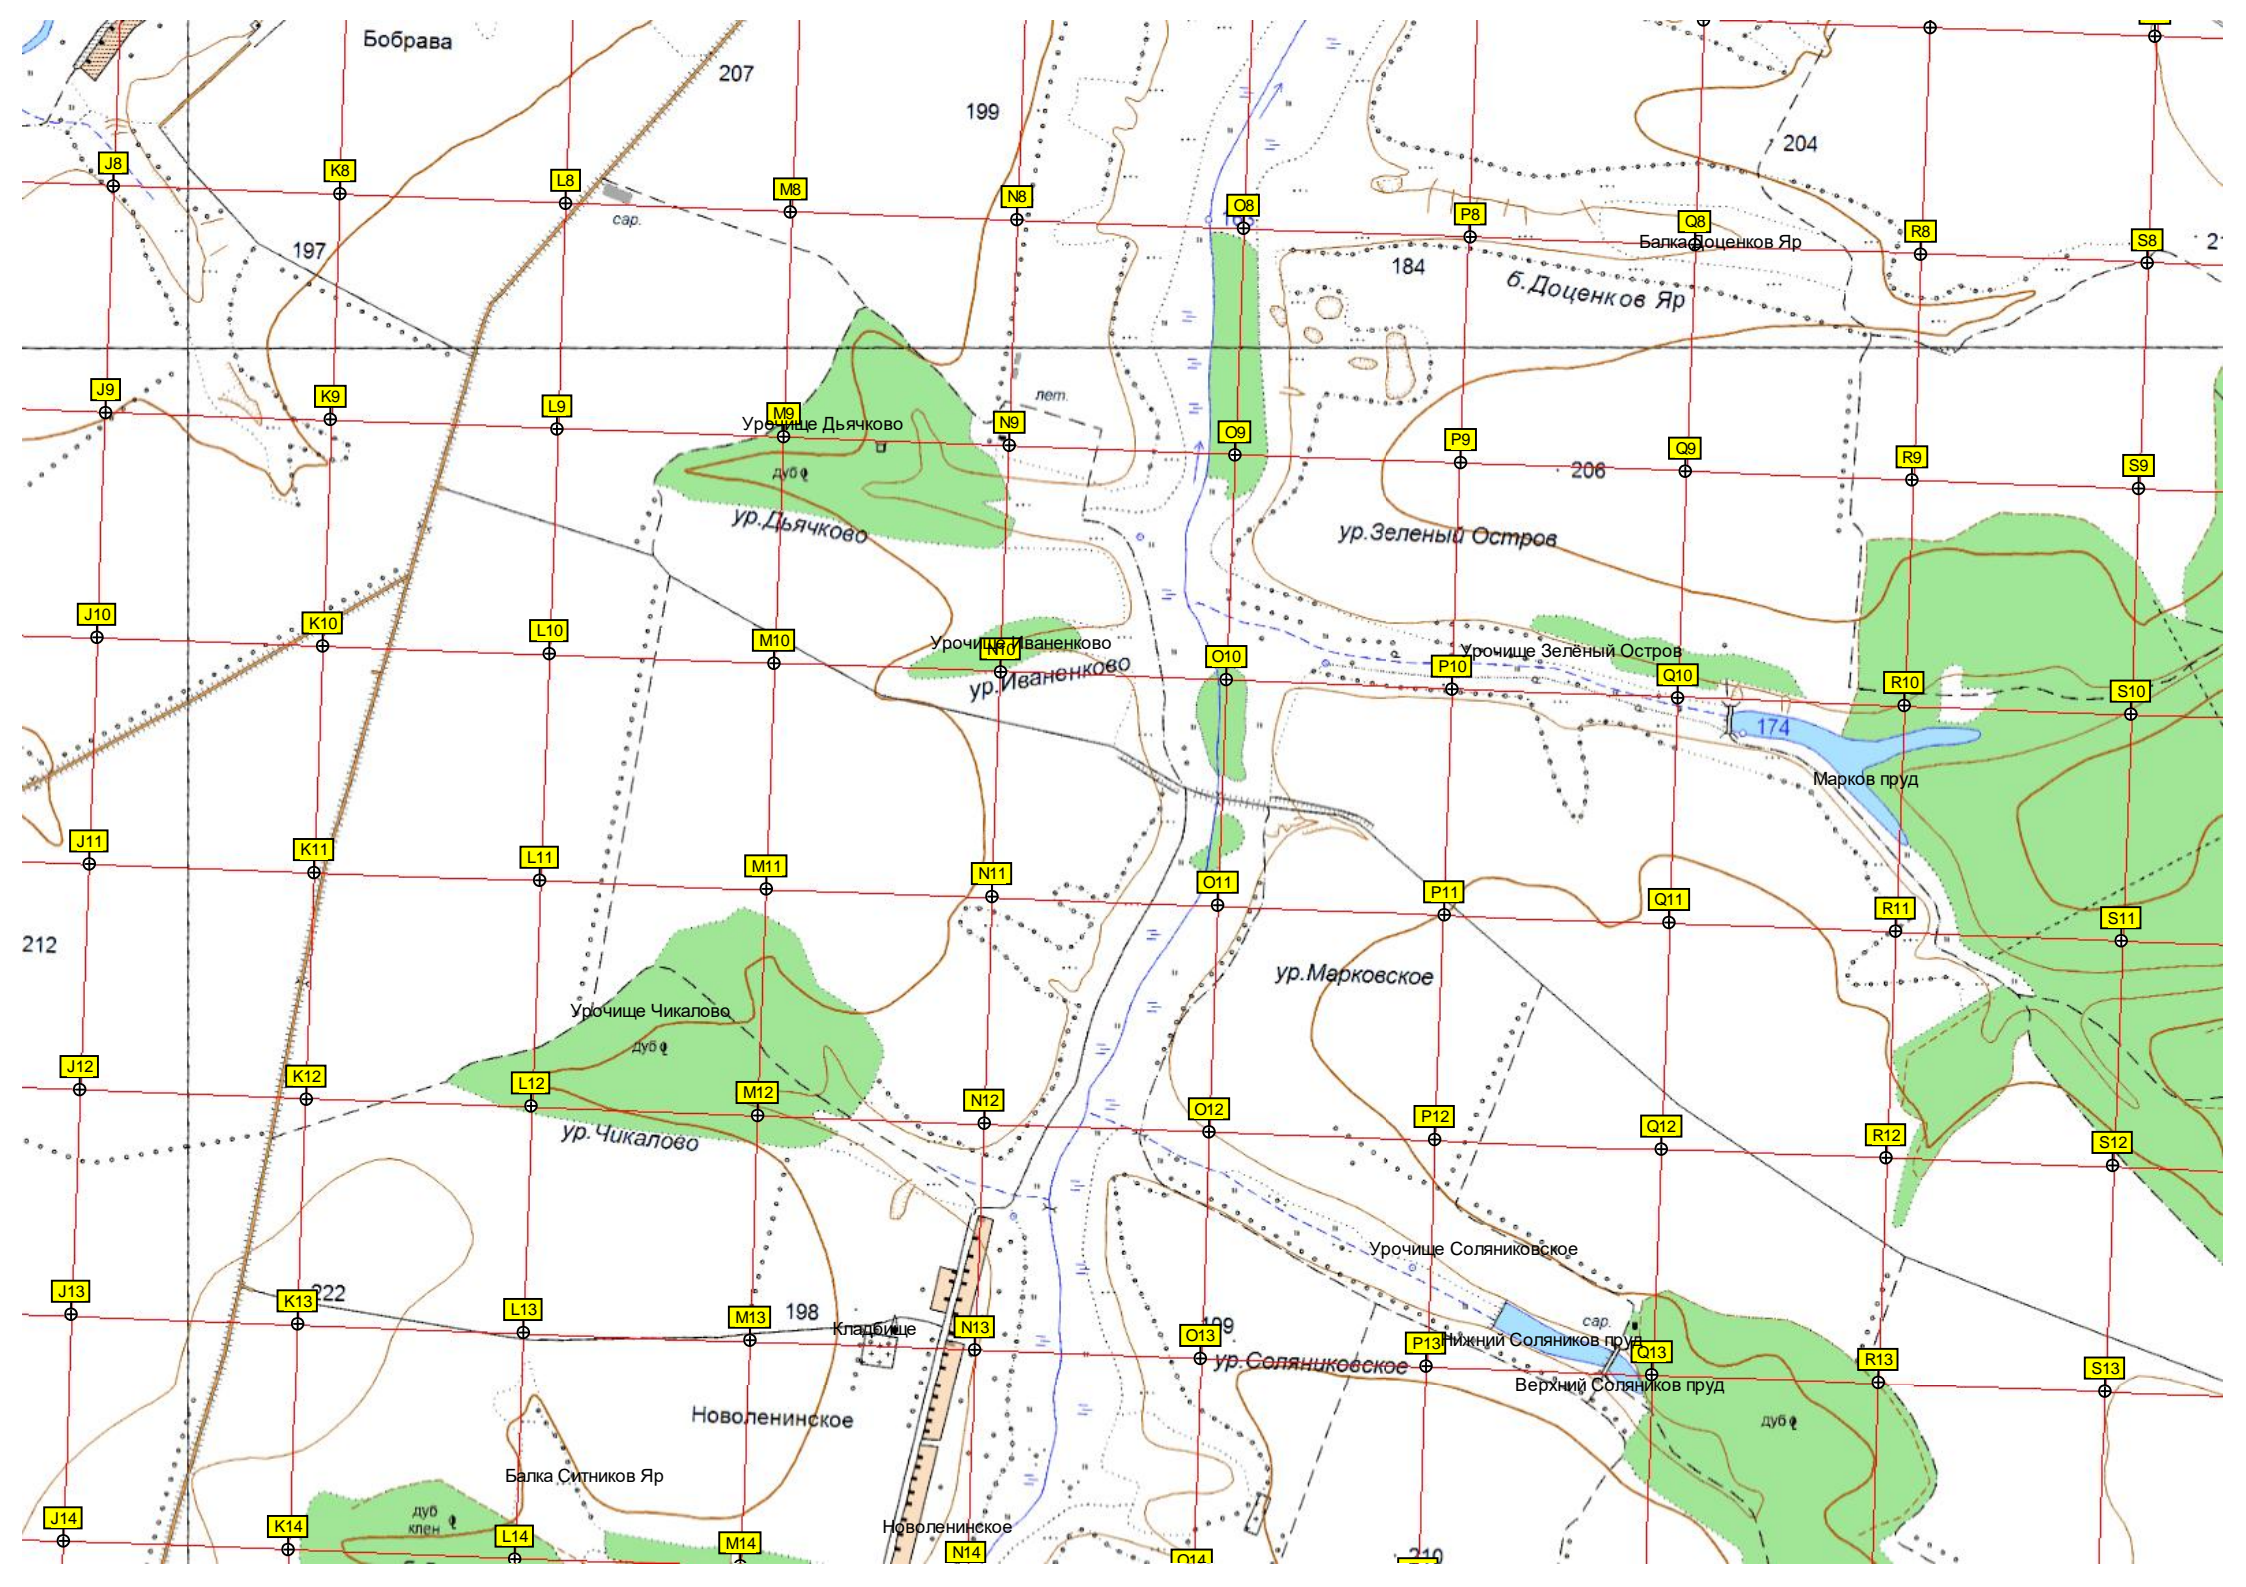 Бобрава
207
199
204
J8
K8
L8
M8
N8
O8
P8
Q8
R8
S8
сар.
197
Балка Доценков Яр
184
б.Доценков Яр
J9
K9
L9
M9
N9
O9
P9
Q9
R9
S9
лет.
Урочище Дьячково
дуб
206
ур.Дьячково
ур.Зеленый Остров
J10
K10
L10
M10
N10
O10
P10
Q10
R10
S10
Урочище Иваненково
Урочище Зелёный Остров
ур.Иваненково
174
Марков пруд
J11
K11
L11
M11
N11
O11
P11
Q11
R11
S11
212
ур.Марковское
Урочище Чикалово
дуб
J12
K12
L12
M12
N12
O12
P12
Q12
R12
S12
ур.Чикалово
Урочище Соляниковское
J13
K13
L13
M13
N13
O13
P13
Q13
R13
S13
222
198
Кладбище
сар.
Нижний Соляников пруд
ур.Соляниковское
Верхний Соляников пруд
Новоленинское
дуб
Балка Ситников Яр
дуб
клен
Новоленинское
J14
K14
L14
M14
N14
O14
210